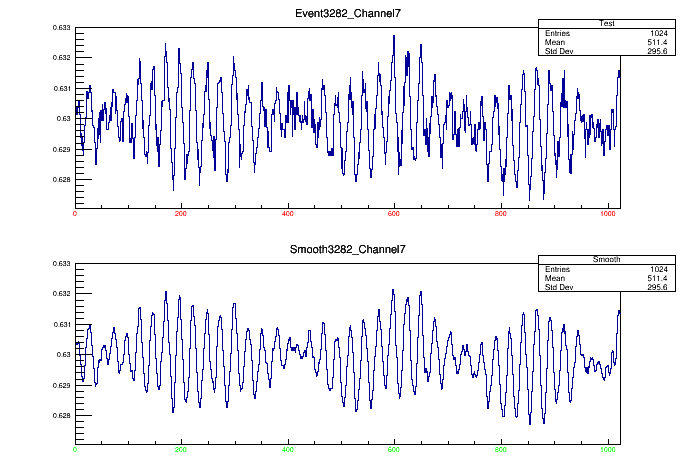 Event3282_Channel7
Test
Entries 1024
Mean 511.4
Std Dev 295.6
0.633
0.632
0.631
0.63
0.629
0.628
0 200 400 600 800 1000
Smooth3282_Channel7
Smooth
Entries 1024
Mean 511.4
Std Dev 295.6
0.633
0.632
0.631
0.63
0.629
0.628
0 200 400 600 800 1000